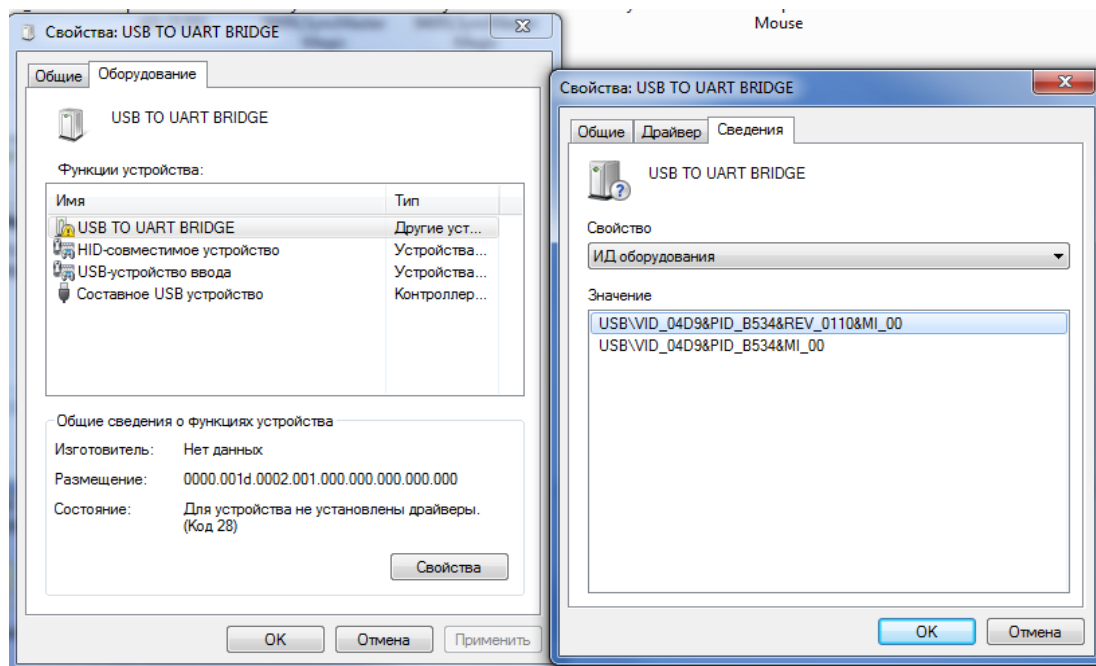 Mouse
Свойства: USB TO UART BRIDGE
Общие Оборудование
USB TO UART BRIDGE
Функции устройства:
Имя Тип
USB TO UART BRIDGE Другие уст...
HID-совместимое устройство Устройства...
USB-устройство ввода Устройства...
Составное USB устройство Контроллер...
Общие сведения о функциях устройства
Изготовитель: Нет данных
Размещение: 0000.001d.0002.001.000.000.000.000.000
Состояние: Для устройства не установлены драйверы.
(Код 28)
Свойства
OK Отмена Применить
Свойства: USB TO UART BRIDGE
Общие Драйвер Сведения
USB TO UART BRIDGE
Свойство
ИД оборудования
Значение
USB\VID_04D9&PID_B534&REV_0110&MI_00
USB\VID_04D9&PID_B534&MI_00
OK Отмена